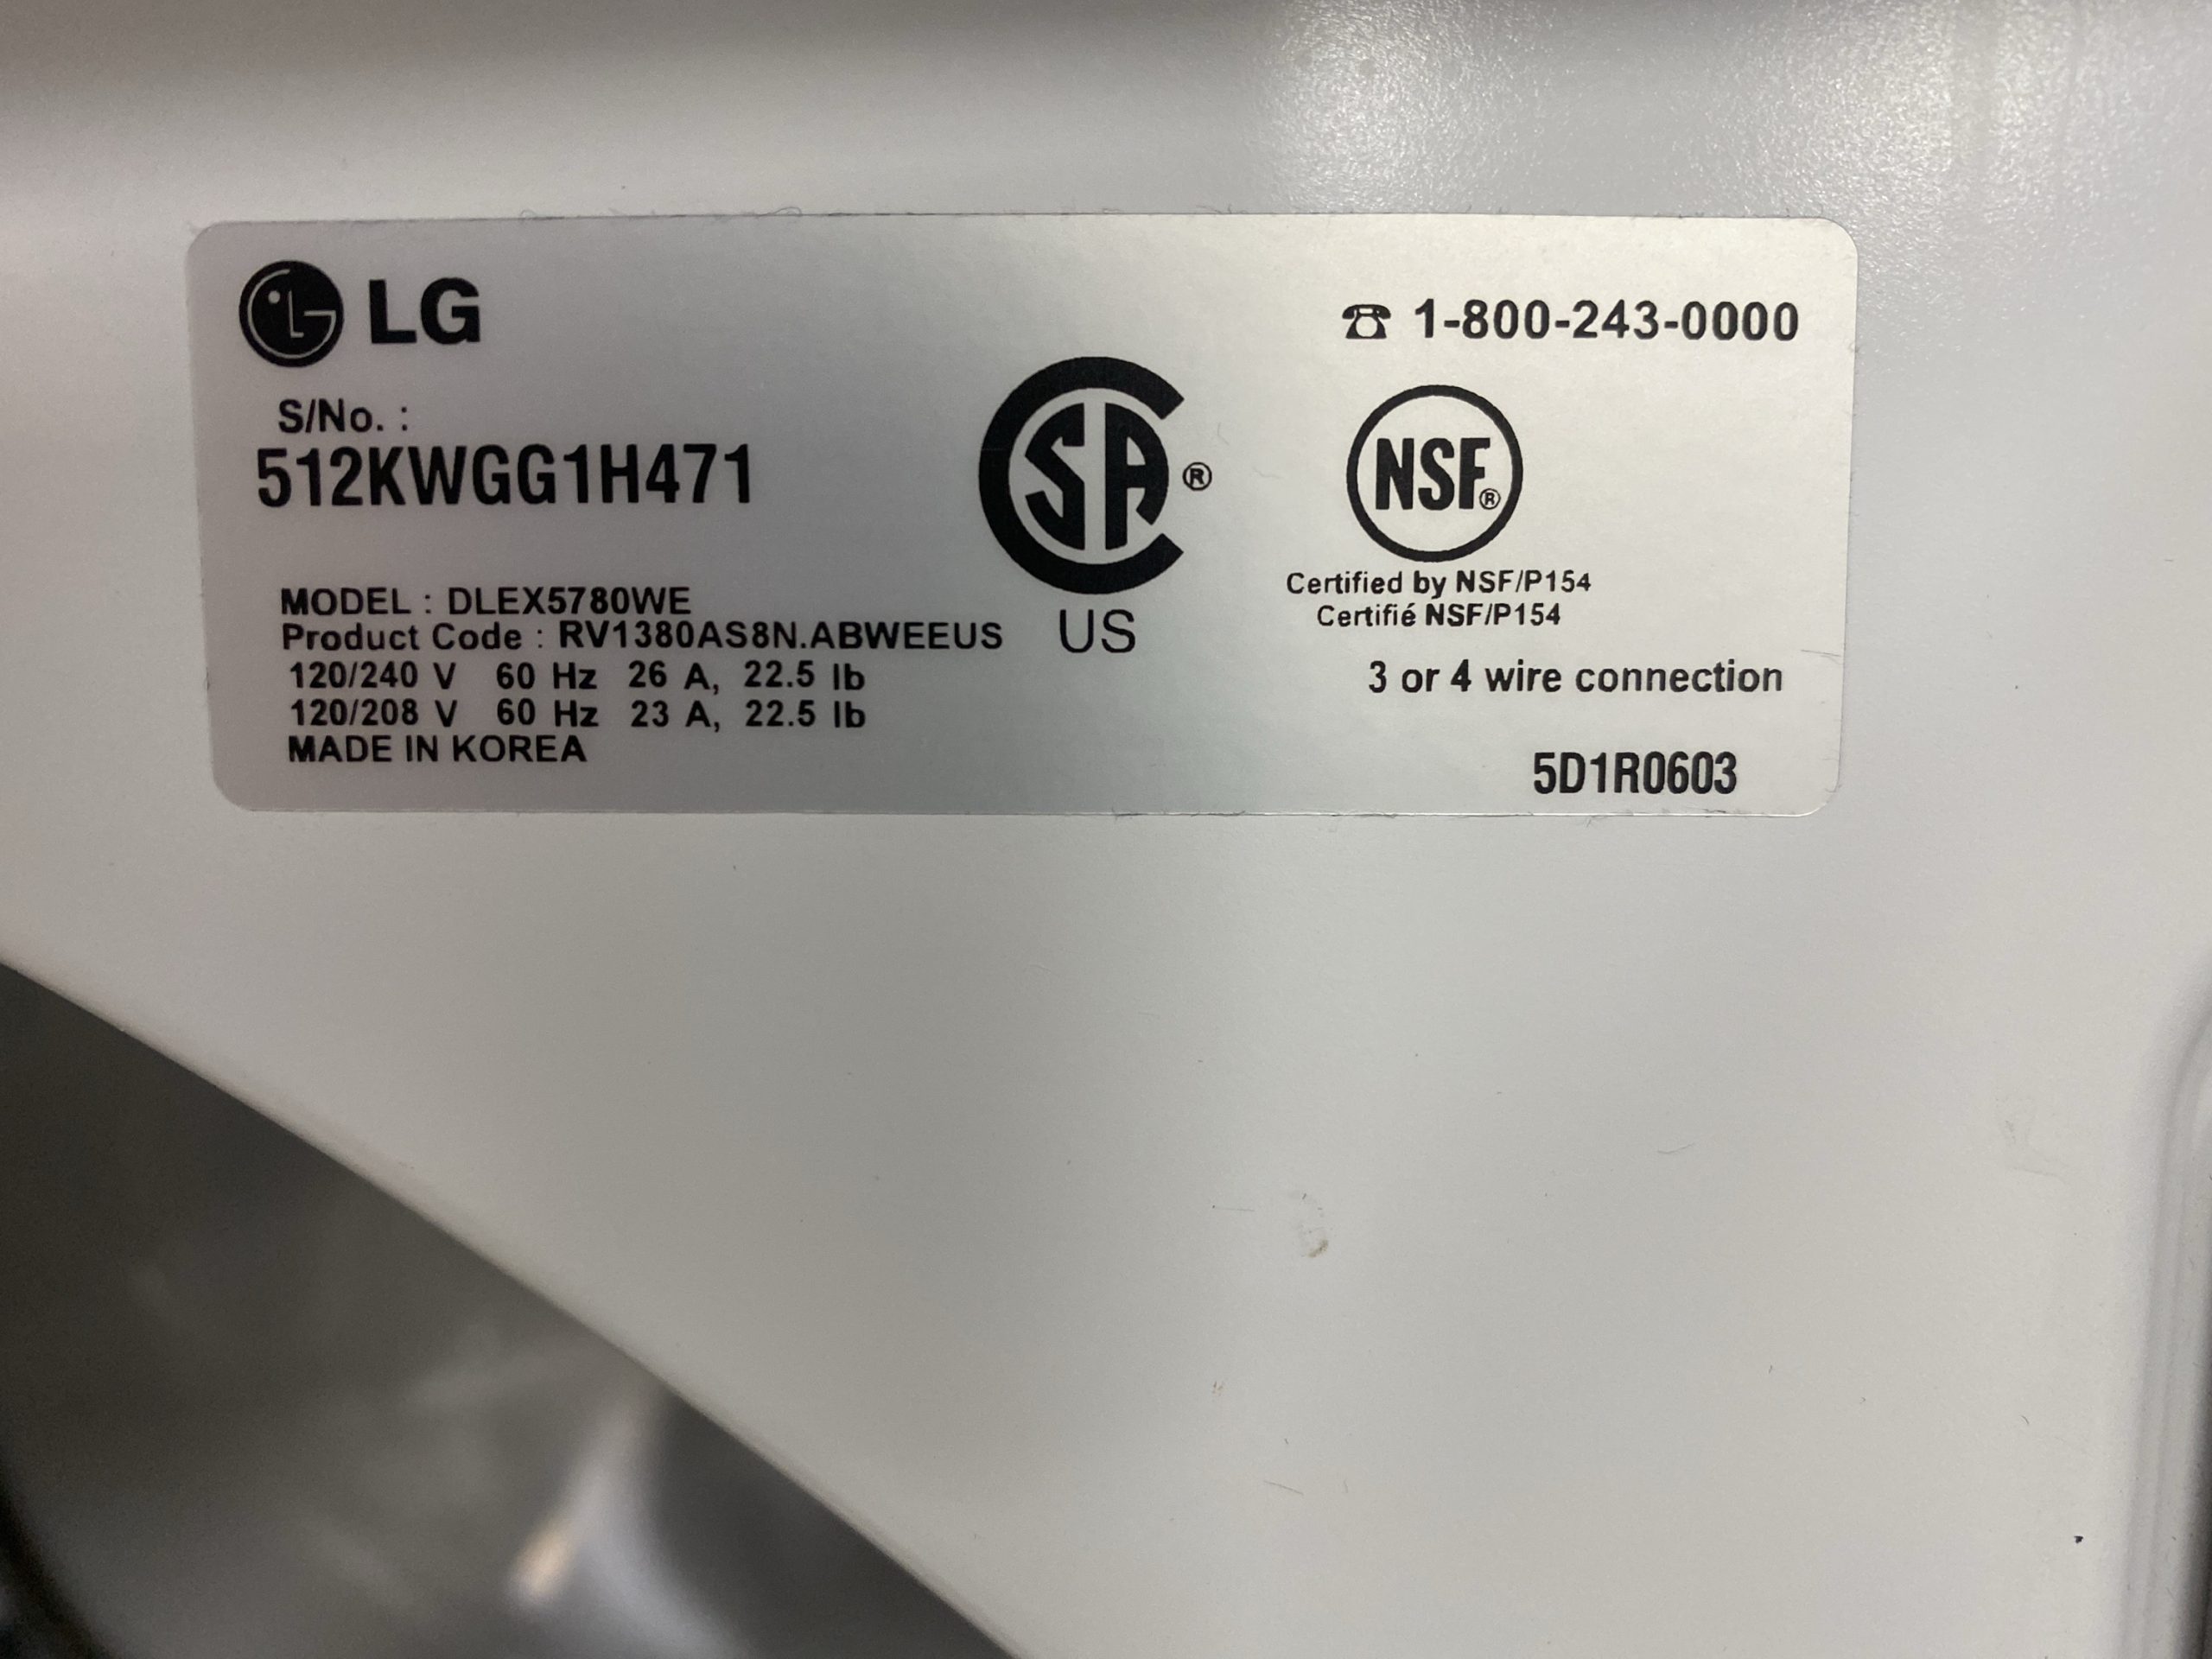 LG
1-800-243-0000
S/No. :
512KWGG1H471
SA ®
US
NSF®
Certified by NSF/P154
Certifié NSF/P154
MODEL : DLEX5780WE
Product Code : RV1380AS8N.ABWEEUS
120/240 V 60 Hz 26 A, 22.5 lb
120/208 V 60 Hz 23 A, 22.5 lb
MADE IN KOREA
3 or 4 wire connection
5D1R0603